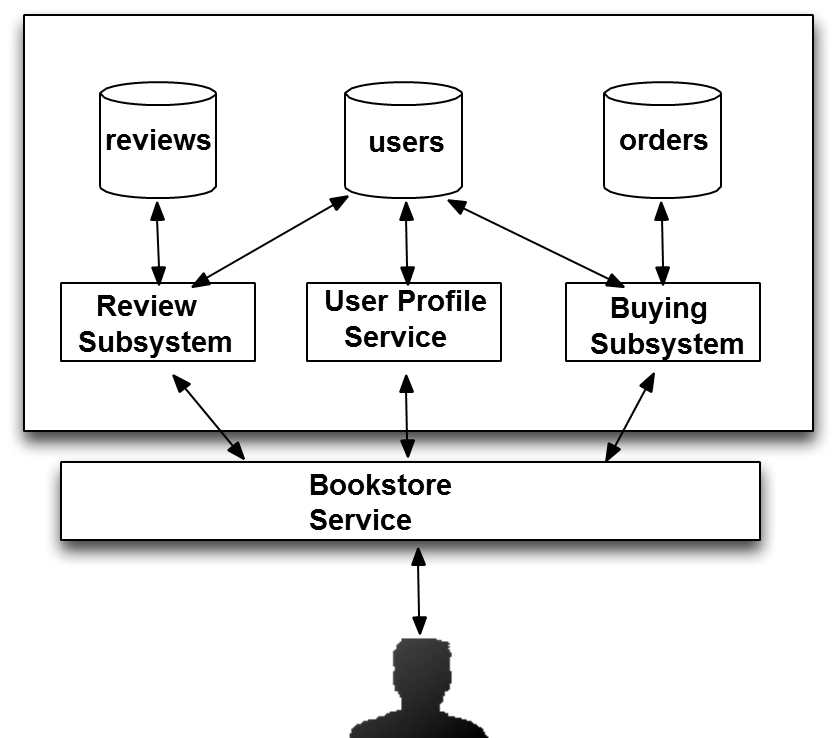 reviews
users
orders
Review
Subsystem
User Profile
Service
Buying
Subsystem
Bookstore
Service